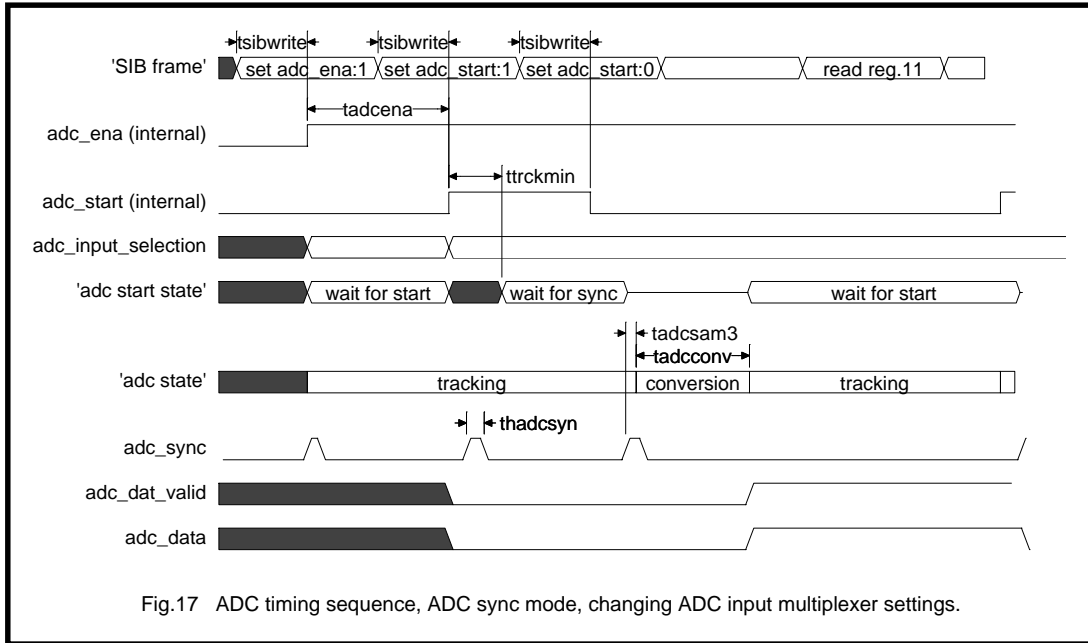 tsibwrite tsibwrite tsibwrite
'SIB frame' set adc_ena:1 set adc_start:1 set adc_start:0 read reg.11
tadcena
adc_ena (internal)
ttrckmin
adc_start (internal)
adc_input_selection
'adc start state' wait for start wait for sync wait for start
tadcsam3
tadcconv
'adc state' tracking conversion tracking
thadcsyn
adc_sync
adc_dat_valid
adc_data
Fig.17 ADC timing sequence, ADC sync mode, changing ADC input multiplexer settings.